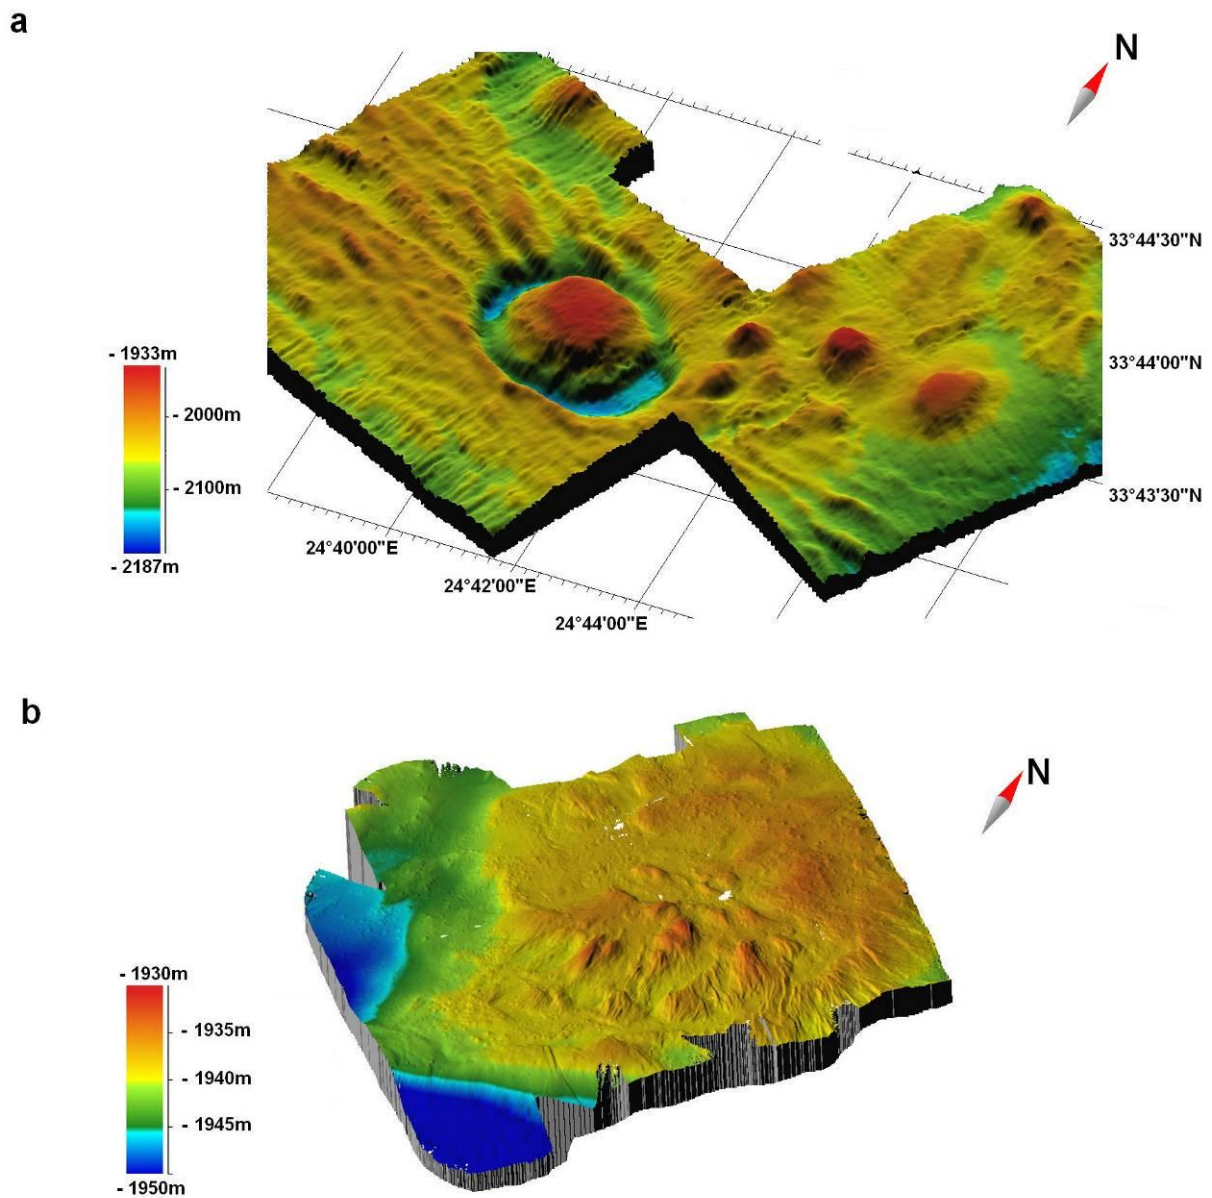 a
N
33°44'30"N
33°44'00"N
33°43'30"N
- 1933m
- 2000m
- 2100m
- 2187m
24°40'00"E
24°42'00"E
24°44'00"E
b
N
- 1930m
- 1935m
- 1940m
- 1945m
- 1950m